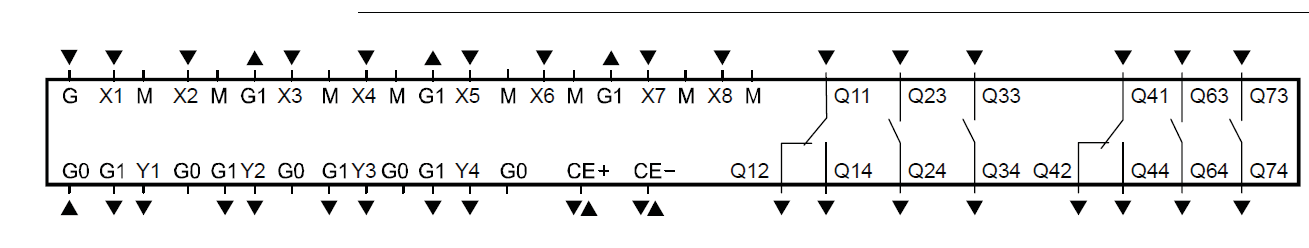 G X1 M X2 M G1 X3 M X4 M G1 X5 M X6 M G1 X7 M X8 M Q11 Q23 Q33 Q41 Q63 Q73
G0 G1 Y1 G0 G1 Y2 G0 G1 Y3 G0 G1 Y4 G0 CE+ CE− Q12 Q14 Q24 Q34 Q42 Q44 Q64 Q74